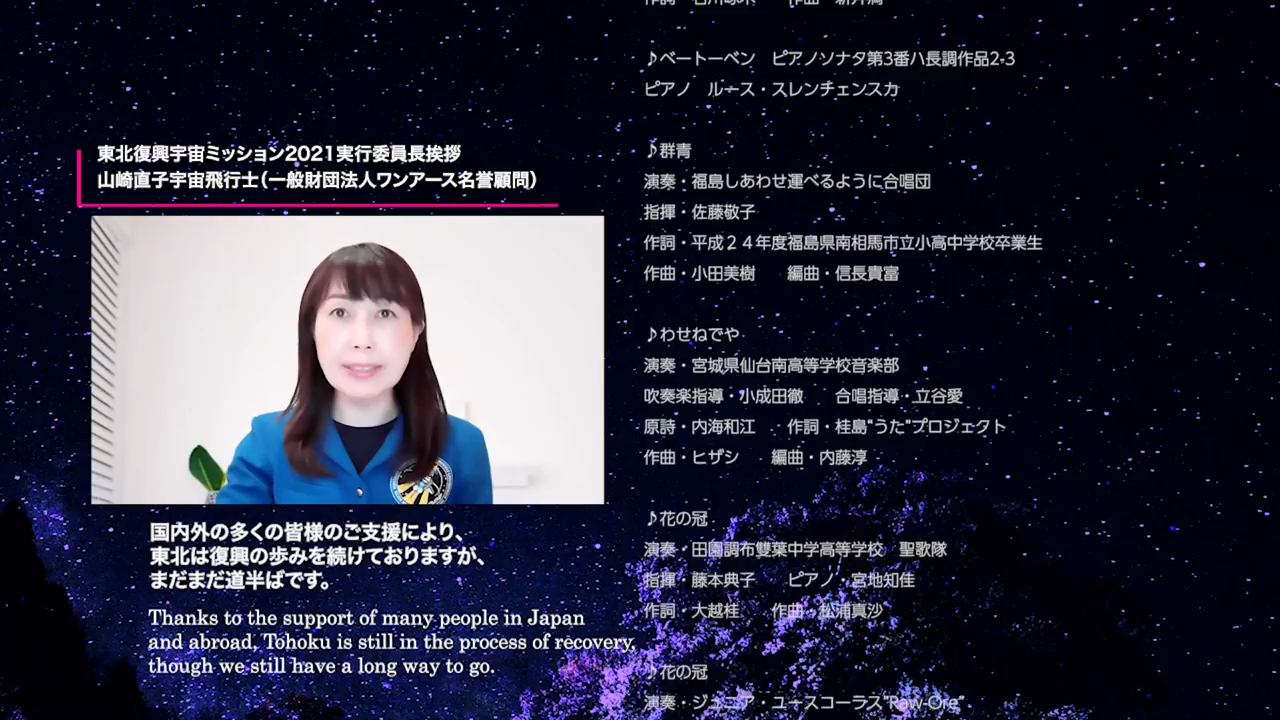 東北復興宇宙ミッション2021実行委員長挨拶
山崎直子宇宙飛行士(一般財団法人ワンアース名誉顧問)
国内外の多くの皆様のご支援により、
東北は復興の歩みを続けておりますが、
まだまだ道半ばです。
Thanks to the support of many people in Japan
and abroad, Tohoku is still in the process of recovery,
though we still have a long way to go.
♪ベートーベン　ピアノソナタ第3番ハ長調作品2-3
ピアノ　ルース・スレンチェンスカ
♪群青
演奏・福島しあわせ運べるように合唱団
指揮・佐藤敬子
作詞・平成２４年度福島県南相馬市立小高中学校卒業生
作曲・小田美樹　　編曲・信長貴富
♪わせねでや
演奏・宮城県仙台南高等学校音楽部
吹奏楽指導・小成田徹　　合唱指導・立谷愛
原詩・内海和江　　作詞・桂島“うた”プロジェクト
作曲・ヒザシ　　編曲・内藤淳
♪花の冠
演奏・田園調布雙葉中学高等学校　聖歌隊
指揮・藤本典子　　ピアノ・宮地知佳
作詞・大越桂　　作曲・松浦真沙
♪花の冠
演奏・ジュニア・ユースコーラス“Raw-Ore”